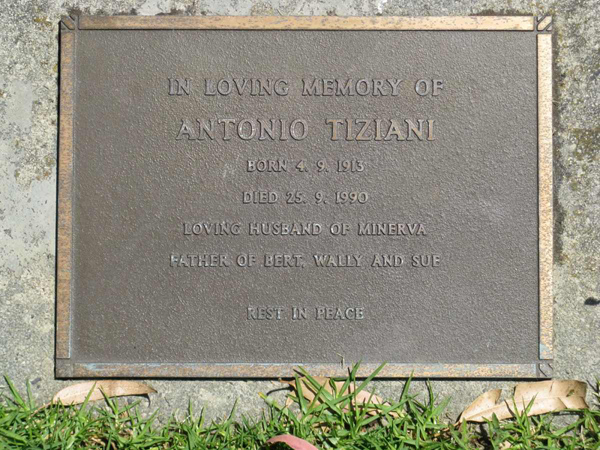 IN LOVING MEMORY OF
ANTONIO TIZIANI
BORN 4. 9. 1913
DIED 25. 9. 1990
LOVING HUSBAND OF MINERVA
FATHER OF BERT, WALLY AND SUE
REST IN PEACE